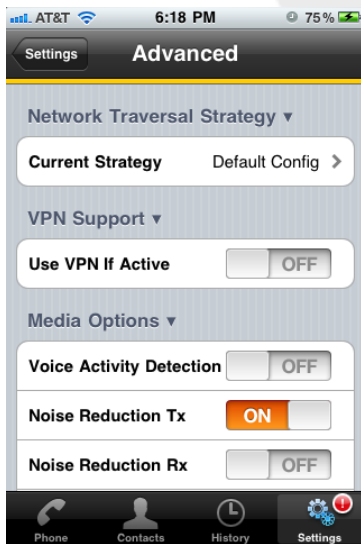 AT&T 6:18 PM 75%
Settings Advanced
Network Traversal Strategy ▼
Current Strategy Default Config >
VPN Support ▼
Use VPN If Active OFF
Media Options ▼
Voice Activity Detection OFF
Noise Reduction Tx ON
Noise Reduction Rx OFF
Phone Contacts History Settings